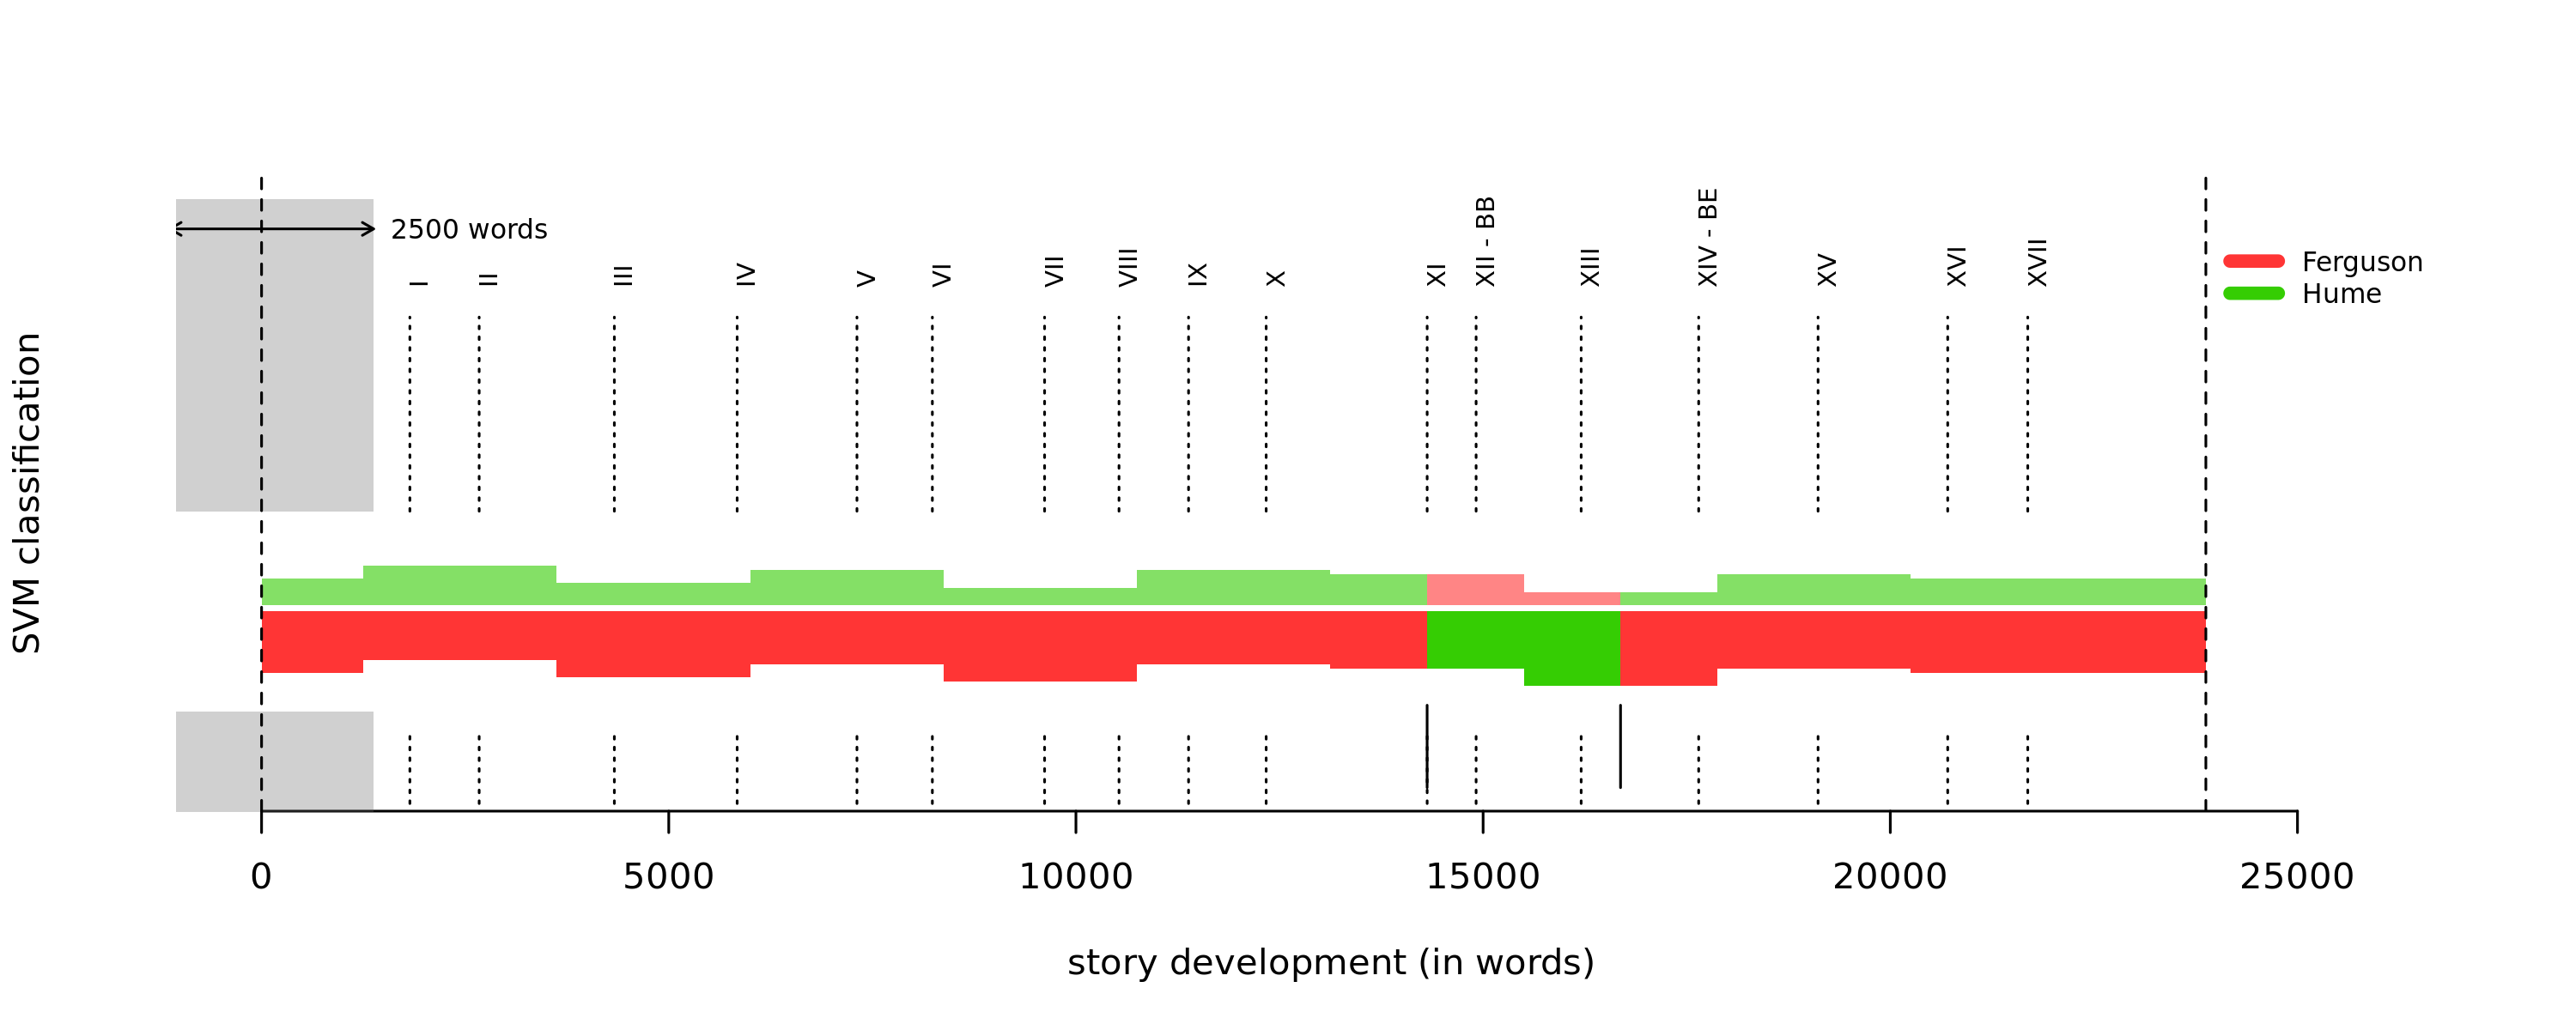 2500 words
I
II
III
IV
V
VI
VII
VIII
IX
X
XI
XII - BB
XIII
XIV - BE
XV
XVI
XVII
Ferguson
Hume
SVM classification
0
5000
10000
15000
20000
25000
story development (in words)